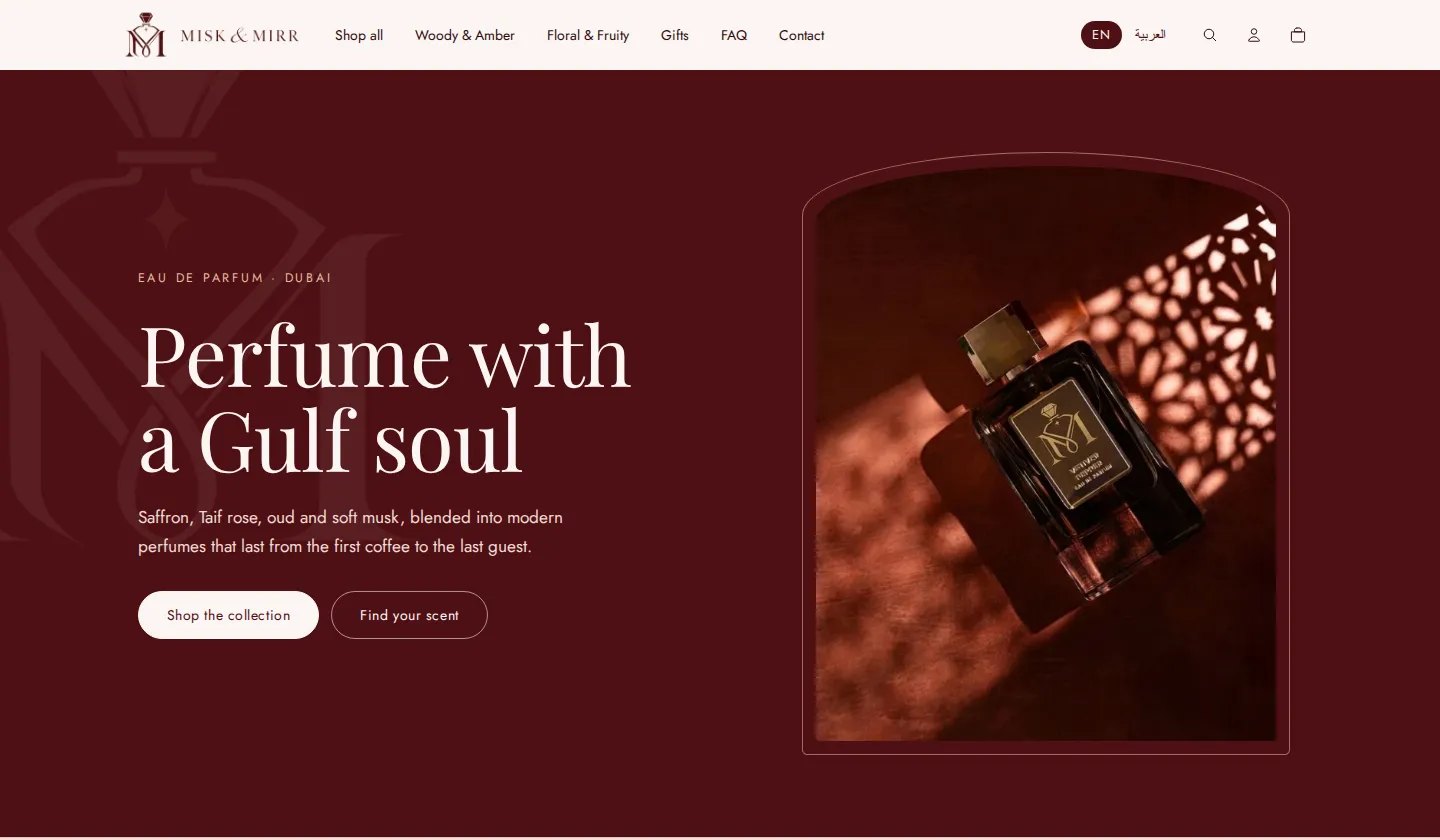 MISK & MIRR
Shop all
Woody & Amber
Floral & Fruity
Gifts
FAQ
Contact
EN
العربية
EAU DE PARFUM · DUBAI
Perfume with
a Gulf soul
Saffron, Taif rose, oud and soft musk, blended into modern
perfumes that last from the first coffee to the last guest.
Shop the collection
Find your scent
EAU DE PARFUM